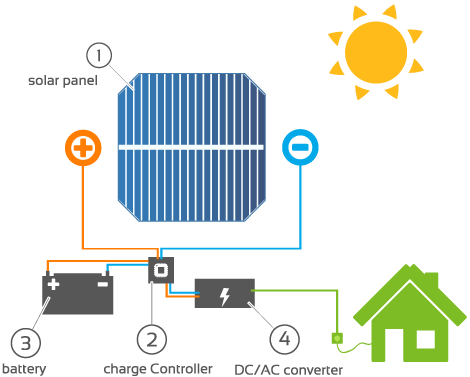 1
solar panel
3
battery
2
charge Controller
4
DC/AC converter